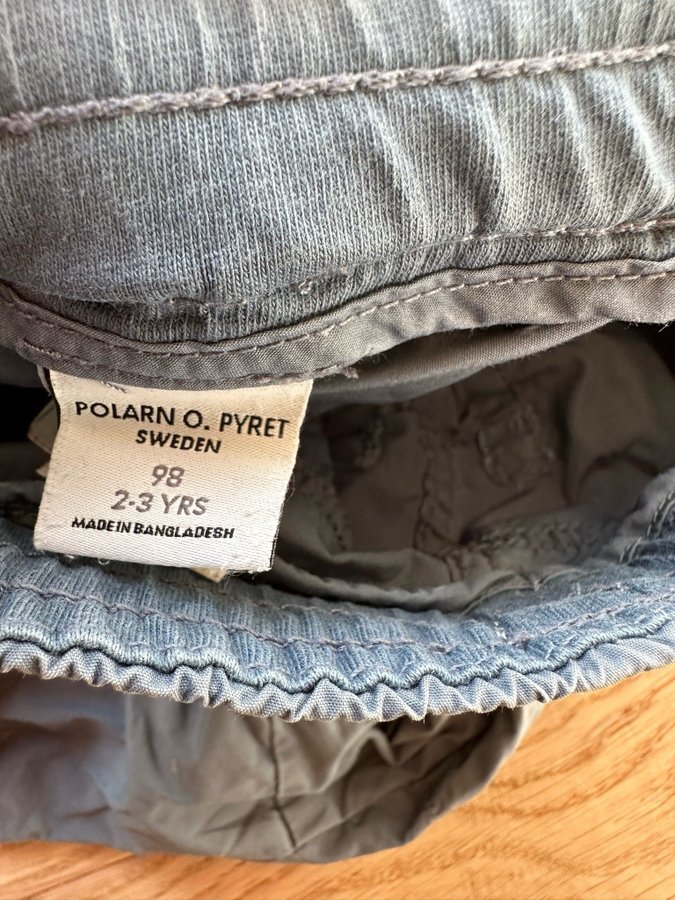 POLARN O. PYRET
SWEDEN
98
2-3 YRS
MADE IN BANGLADESH